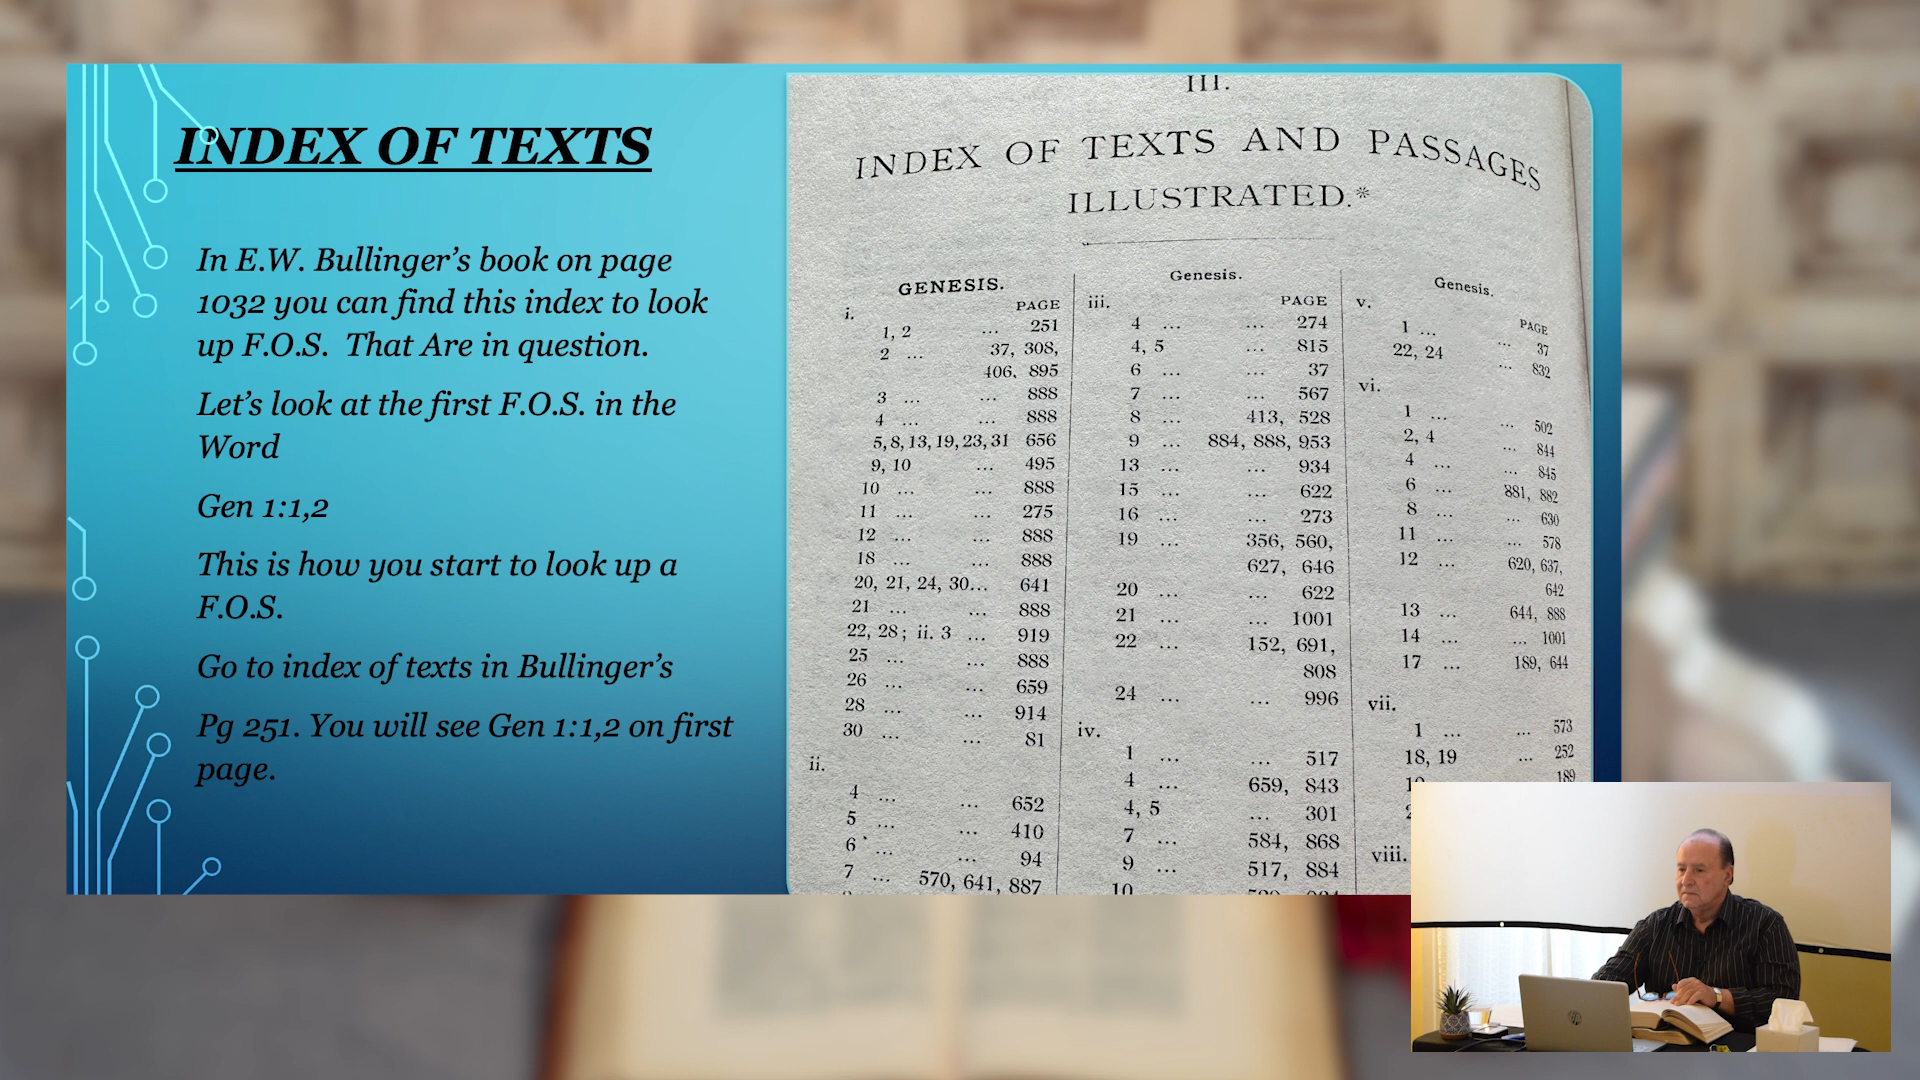 INDEX OF TEXTS
In E.W. Bullinger’s book on page
1032 you can find this index to look
up F.O.S.  That Are in question.
Let’s look at the first F.O.S. in the
Word
Gen 1:1,2
This is how you start to look up a
F.O.S.
Go to index of texts in Bullinger’s
Pg 251. You will see Gen 1:1,2 on first
page.
III.
INDEX OF TEXTS AND PASSAGES
ILLUSTRATED.*
GENESIS.
PAGE
i.
1, 2 ... 251
2 ... 37, 308,
406, 895
3 ... ... 888
4 ... ... 888
5, 8, 13, 19, 23, 31 656
9, 10 ... 495
10 ... ... 888
11 ... ... 275
12 ... ... 888
18 ... ... 888
20, 21, 24, 30... 641
21 ... ... 888
22, 28; ii. 3 ... 919
25 ... ... 888
26 ... ... 659
28 ... ... 914
30 ... ... 81
ii.
4 ... ... 652
5 ... ... 410
6 ... ... 94
7 ... 570, 641, 887
Genesis.
iii. PAGE
4 ... ... 274
4, 5 ... 815
6 ... ... 37
7 ... ... 567
8 ... 413, 528
9 ... 884, 888, 953
13 ... ... 934
15 ... ... 622
16 ... ... 273
19 ... 356, 560,
627, 646
20 ... ... 622
21 ... ... 1001
22 ... 152, 691,
808
24 ... ... 996
iv.
1 ... ... 517
4 ... 659, 843
4, 5 ... 301
7 ... 584, 868
9 ... 517, 884
10
Genesis.
v.
PAGE
1 ... ... 37
22, 24 ... 832
vi.
1 ... ... 502
2, 4 ... 844
4 ... ... 845
6 ... 881, 882
8 ... ... 630
11 ... ... 578
12 ... 620, 637,
642
13 ... 644, 888
14 ... ... 1001
17 ... 189, 644
vii.
1 ... ... 573
18, 19 ... 252
189
viii.